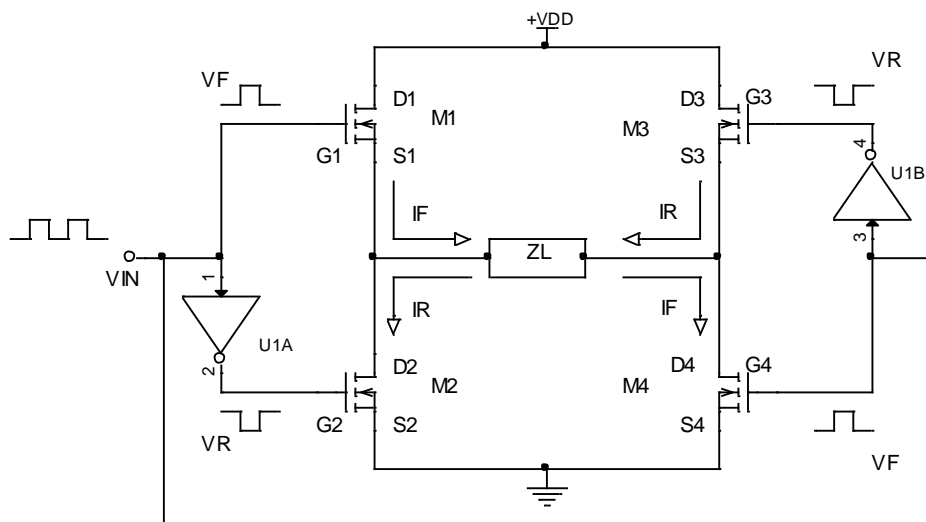 +VDD
VF
VR
D1
D3
G3
M1
M3
G1
S1
S3
4
U1B
IF
IR
3
ZL
VIN
1
IR
IF
U1A
2
D2
D4
G4
M2
M4
G2
S2
S4
VR
VF